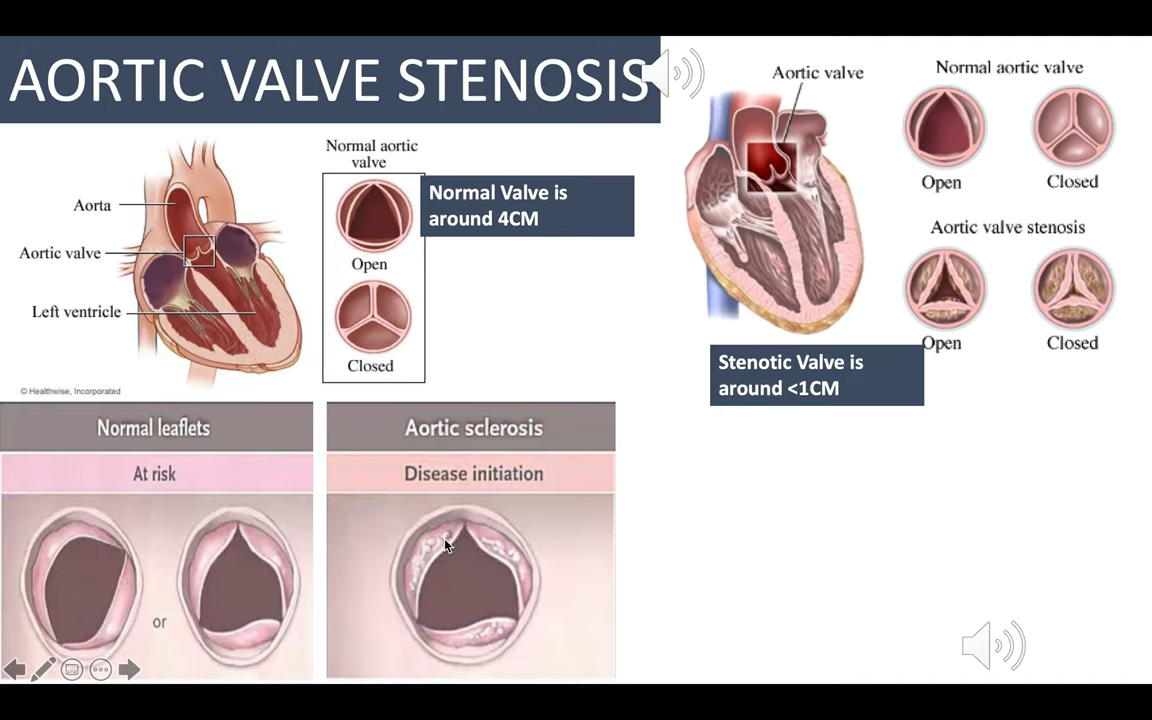 AORTIC VALVE STENOSIS
Aorta
Aortic valve
Left ventricle
© Healthwise, Incorporated
Normal aortic
valve
Open
Closed
Normal Valve is
around 4CM
Aortic valve
Normal aortic valve
Open
Closed
Aortic valve stenosis
Open
Closed
Stenotic Valve is
around <1CM
Normal leaflets
At risk
or
Aortic sclerosis
Disease initiation